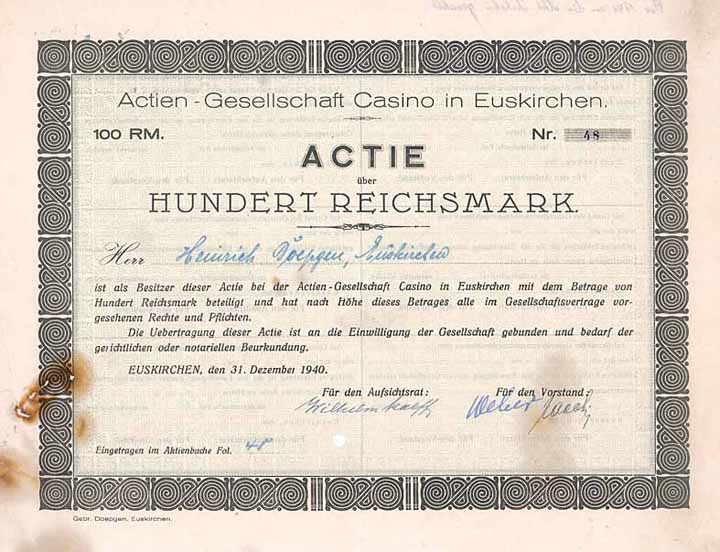 Actien-Gesellschaft Casino in Euskirchen.
100 RM. Nr. 48
ACTIE
über
HUNDERT REICHSMARK.
Herr Heinrich Doepgen, Euskirchen
ist als Besitzer dieser Actie bei der Actien-Gesellschaft Casino in Euskirchen mit dem Betrage von
Hundert Reichsmark beteiligt und hat nach Höhe dieses Betrages alle im Gesellschaftsvertrage vor-
gesehenen Rechte und Pflichten.
Die Uebertragung dieser Actie ist an die Einwilligung der Gesellschaft gebunden und bedarf der
gerichtlichen oder notariellen Beurkundung.
EUSKIRCHEN, den 31. Dezember 1940.
Für den Aufsichtsrat: Für den Vorstand:
Wilhelm Weber
Eingetragen im Aktienbuche Fol. 48
Gebr. Doepgen, Euskirchen.